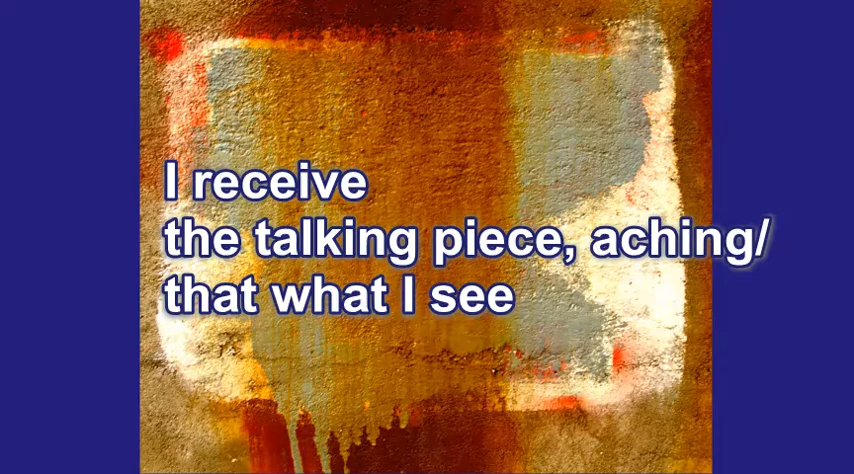 I receive
the talking piece, aching/
that what I see